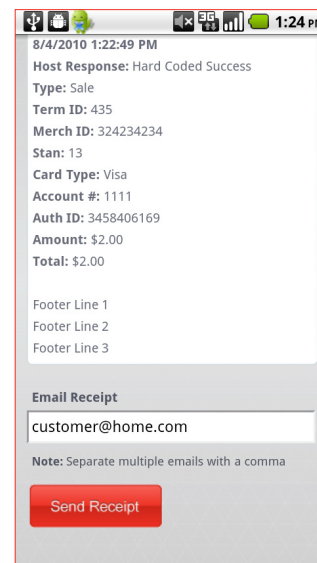 3G 1:24 PM
8/4/2010 1:22:49 PM
Host Response: Hard Coded Success
Type: Sale
Term ID: 435
Merch ID: 324234234
Stan: 13
Card Type: Visa
Account #: 1111
Auth ID: 3458406169
Amount: $2.00
Total: $2.00
Footer Line 1
Footer Line 2
Footer Line 3
Email Receipt
customer@home.com
Note: Separate multiple emails with a comma
Send Receipt